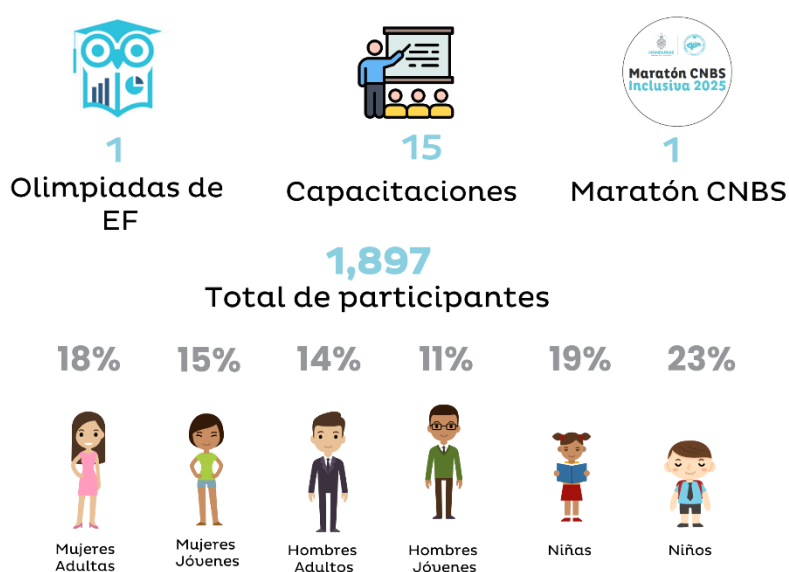 HONDURAS
Maratón CNBS
Inclusiva 2025
1
15
1
Olimpiadas de
EF
Capacitaciones
Maratón CNBS
1,897
Total de participantes
18%
15%
14%
11%
19%
23%
Mujeres
Adultas
Mujeres
Jóvenes
Hombres
Adultos
Hombres
Jóvenes
Niñas
Niños